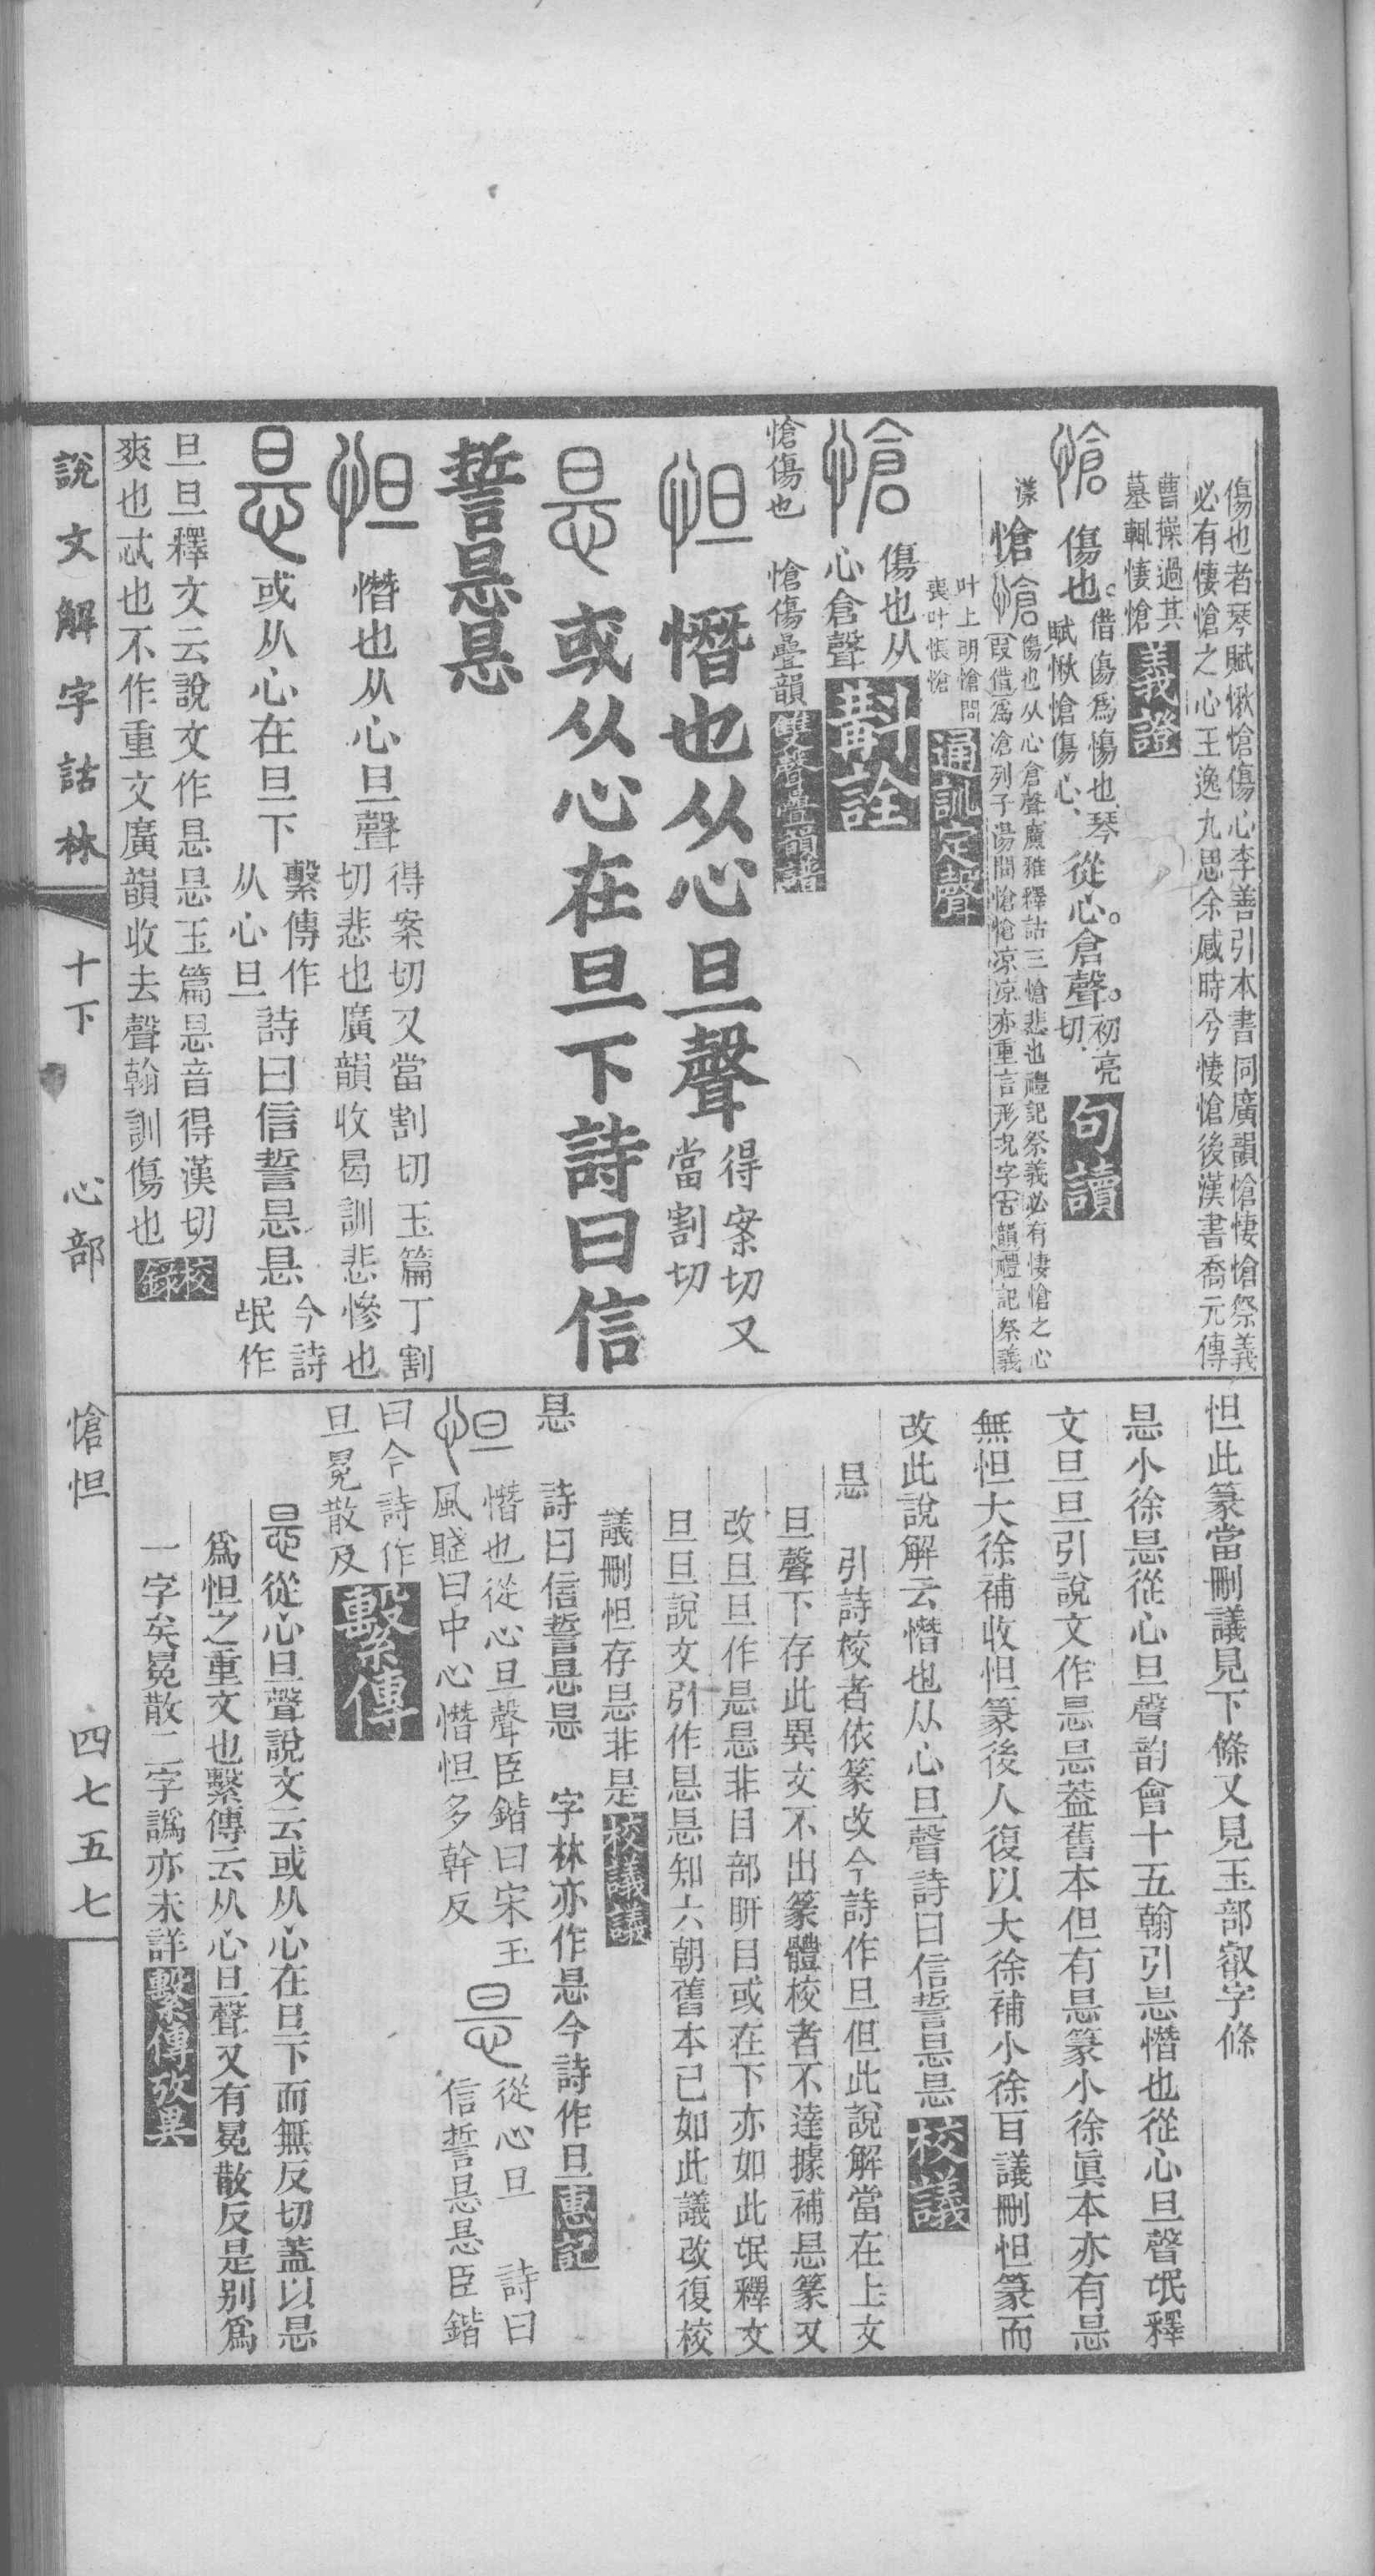 傷也者琴賦愀愴傷心李善引本書同廣韻愴悽愴祭義
必有悽愴之心王逸九思余慼時兮悽愴後漢書喬元傳
曹操過其
墓輒悽愴
義證
愴 傷也。借傷爲慯也琴
賦愀愴傷心、從心。倉聲。初亮
切
句讀
漾
愴 愴 傷也从心倉聲廣雅釋詁三愴悲也禮記祭義必有悽愴之心
叚借爲滄列子湯問愴愴涼涼亦重言形況字古韻禮記祭義
叶上明愴問
喪叶悵愴
通訓定聲
愴 傷也从
心倉聲
斠詮
愴傷也 愴傷疊韻 雙聲疊韻譜
怛 憯也从心旦聲 得案切又
當割切
悬 或从心在旦下詩曰信
誓悬悬
怛 憯也从心旦聲 得案切又當割切玉篇丁割
切悲也廣韻收曷訓悲慘也
悬 或从心在旦下 繫傳作
从心旦 詩曰信誓悬悬 今詩
氓作
旦旦釋文云說文作悬悬玉篇悬音得漢切
爽也忒也不作重文廣韻收去聲翰訓傷也 校錄
怛此篆當刪議見下條又見玉部㕡字條
悬小徐悬從心旦聲韵會十五翰引悬憯也從心旦聲氓釋
文旦旦引說文作悬悬葢舊本但有悬篆小徐眞本亦有悬
無怛大徐補收怛篆後人復以大徐補小徐百議刪怛篆而
改此說解云憯也从心旦聲詩曰信誓悬悬 校議
悬 引詩校者依篆改今詩作旦但此說解當在上文
旦聲下存此異文不出篆體校者不達據補悬篆又
改旦旦作悬悬非目部䀎目或在下亦如此氓釋文
旦旦說文引作悬悬知六朝舊本已如此議改復校
議刪怛存悬非是 校議議
悬 詩曰信誓悬悬 字林亦作悬今詩作旦 惠記
怛 憯也從心旦聲臣鍇曰宋玉
風賦曰中心憯怛多幹反
悬 從心旦 詩曰
信誓悬悬臣鍇
曰今詩作
旦晃散反
繫傳
悬從心旦聲說文云或从心在旦下而無反切蓋以悬
爲怛之重文也繫傳云从心旦聲又有晃散反是別爲
一字矣晃散二字譌亦未詳 繫傳攷異
說文解字詁林 十下 心部 愴怛 四七五七